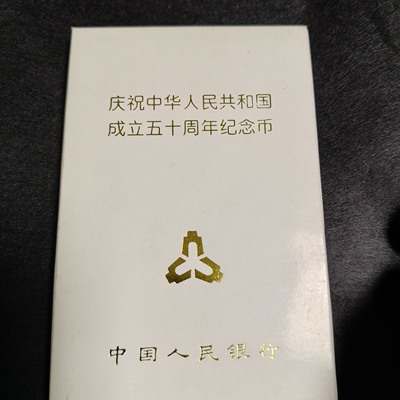 庆祝中华人民共和国
成立五十周年纪念币
中国人民银行